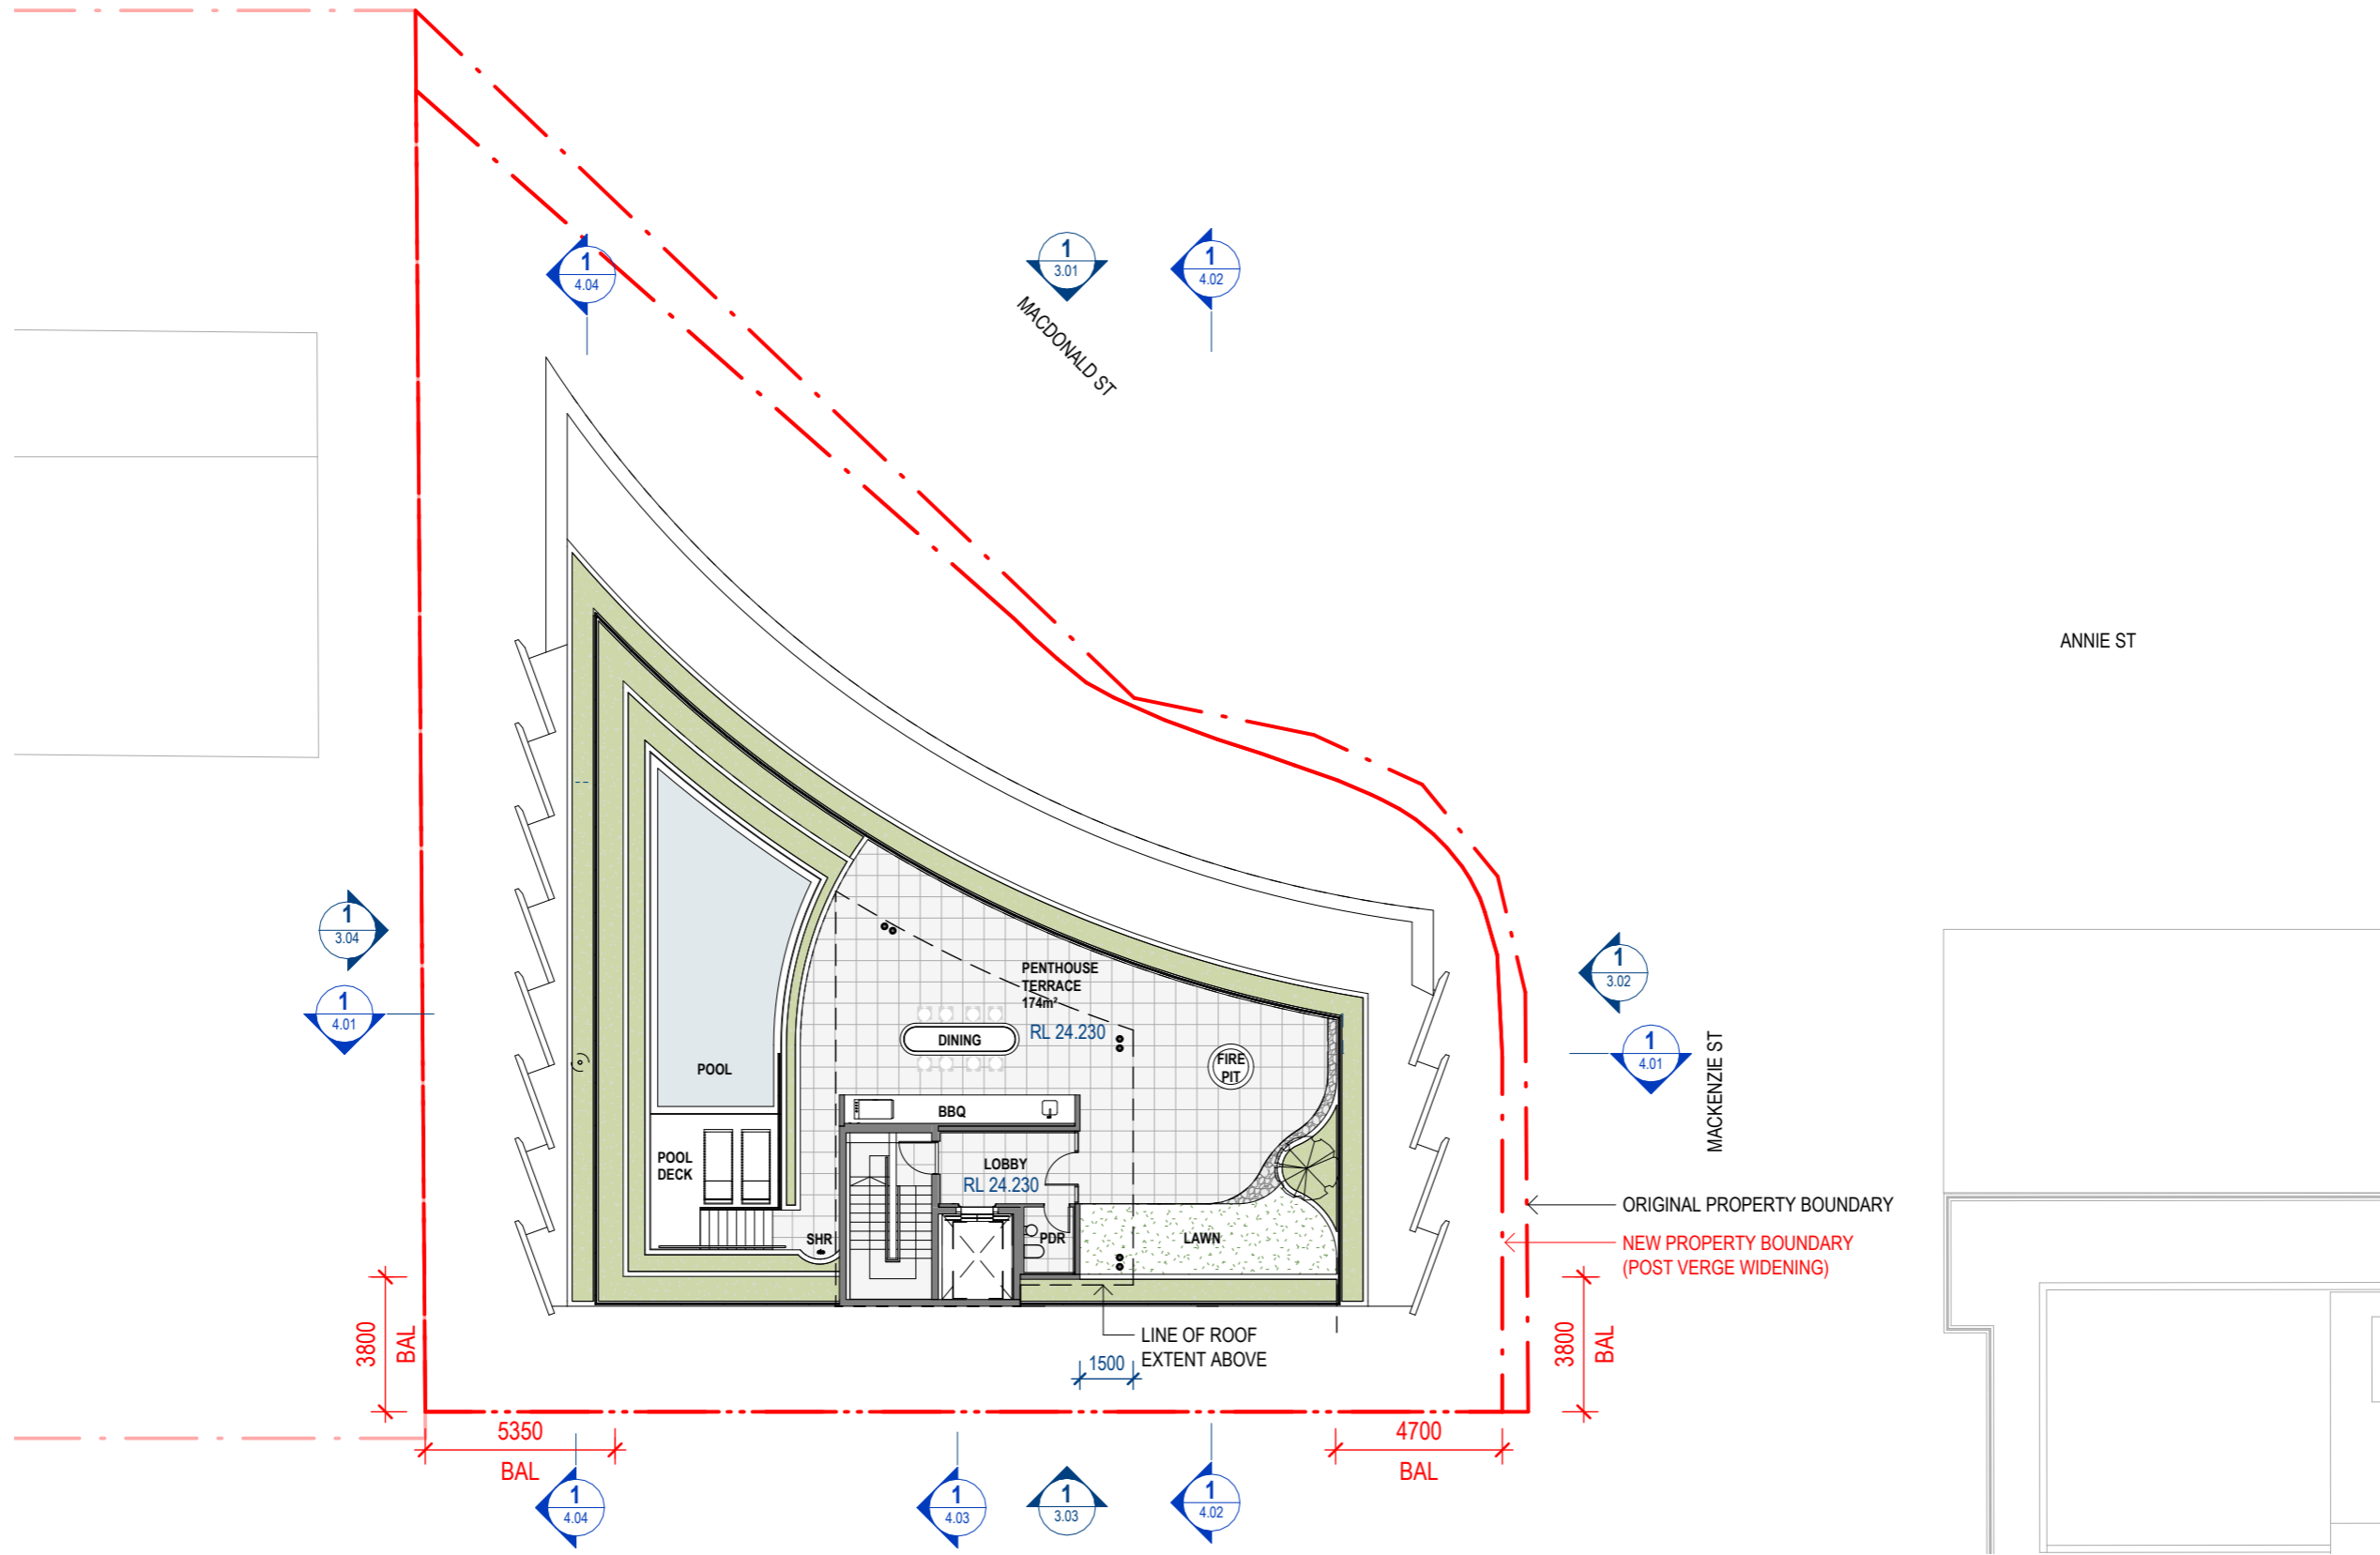 1
4.04
1
3.01
1
4.02
MACDONALD ST
ANNIE ST
1
3.04
1
4.01
PENTHOUSE
TERRACE
174m²
RL 24.230
DINING
FIRE
PIT
POOL
BBQ
POOL
DECK
LOBBY
RL 24.230
SHR
PDR
LAWN
1
3.02
1
4.01
MACKENZIE ST
ORIGINAL PROPERTY BOUNDARY
NEW PROPERTY BOUNDARY
(POST VERGE WIDENING)
LINE OF ROOF
EXTENT ABOVE
1500
3800
BAL
3800
BAL
5350
BAL
4700
BAL
1
4.04
1
4.03
1
3.03
1
4.02